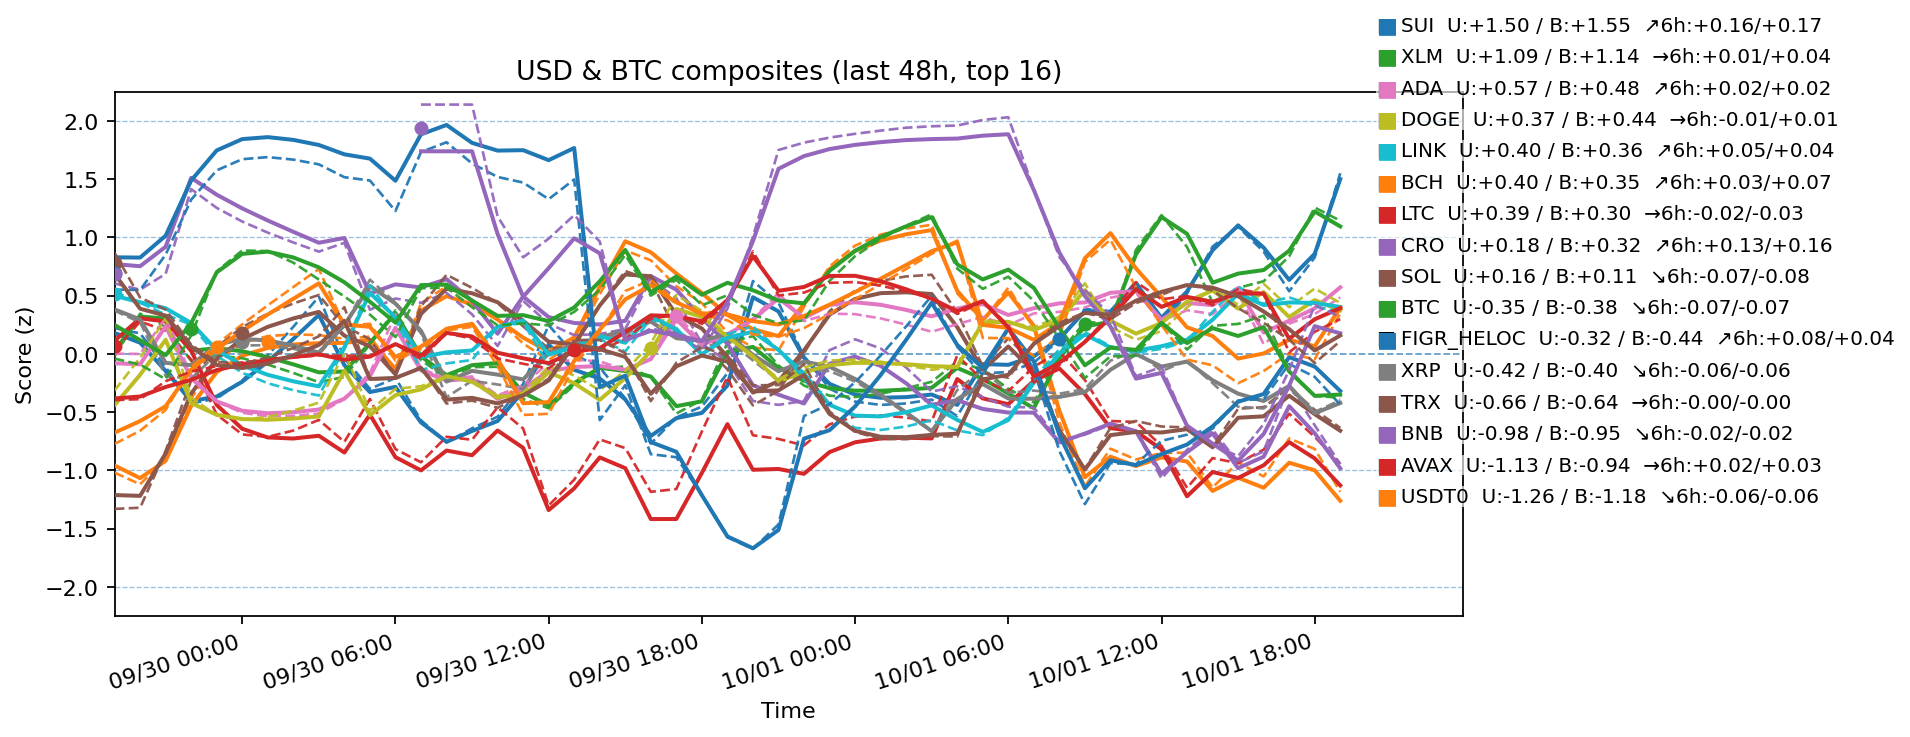 USD & BTC composites (last 48h, top 16)
SUI  U:+1.50 / B:+1.55  ↗6h:+0.16/+0.17
XLM  U:+1.09 / B:+1.14  →6h:+0.01/+0.04
ADA  U:+0.57 / B:+0.48  ↗6h:+0.02/+0.02
DOGE  U:+0.37 / B:+0.44  →6h:-0.01/+0.01
LINK  U:+0.40 / B:+0.36  ↗6h:+0.05/+0.04
BCH  U:+0.40 / B:+0.35  ↗6h:+0.03/+0.07
LTC  U:+0.39 / B:+0.30  →6h:-0.02/-0.03
CRO  U:+0.18 / B:+0.32  ↗6h:+0.13/+0.16
SOL  U:+0.16 / B:+0.11  ↘6h:-0.07/-0.08
BTC  U:-0.35 / B:-0.38  ↘6h:-0.07/-0.07
FIGR_HELOC  U:-0.32 / B:-0.44  ↗6h:+0.08/+0.04
XRP  U:-0.42 / B:-0.40  ↘6h:-0.06/-0.06
TRX  U:-0.66 / B:-0.64  →6h:-0.00/-0.00
BNB  U:-0.98 / B:-0.95  ↘6h:-0.02/-0.02
AVAX  U:-1.13 / B:-0.94  →6h:+0.02/+0.03
USDT0  U:-1.26 / B:-1.18  ↘6h:-0.06/-0.06
Score (z)
2.0
1.5
1.0
0.5
0.0
−0.5
−1.0
−1.5
−2.0
09/30 00:00
09/30 06:00
09/30 12:00
09/30 18:00
10/01 00:00
10/01 06:00
10/01 12:00
10/01 18:00
Time